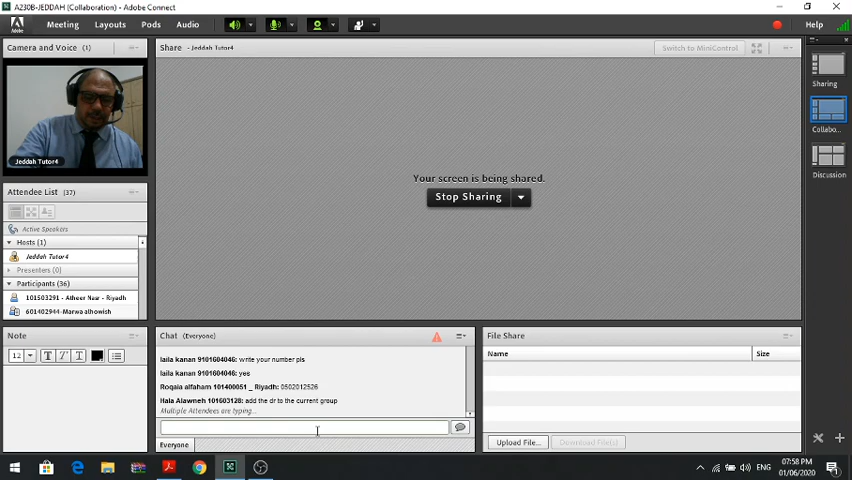 A230B-JEDDAH (Collaboration) - Adobe Connect
Meeting Layouts Pods Audio Help
Camera and Voice (1)
Jeddah Tutor4
Attendee List (37)
Active Speakers
Hosts (1)
Jeddah Tutor4
Presenters (0)
Participants (36)
101503291 - Atheer Nasr - Riyadh
601402944-Marwa alhowish
Share - Jeddah Tutor4
Switch to MiniControl
Your screen is being shared.
Stop Sharing
Sharing
Collabo...
Discussion
Note
12 T T T
Chat (Everyone)
laila kanan 9101604046: write your number pls
laila kanan 9101604046: yes
Roqaia alfaham 101400051 _ Riyadh: 0502012526
Hala Alawneh 101603128: add the dr to the current group
Multiple Attendees are typing...
Everyone
File Share
Name Size
Upload File... Download File(s)
ENG
07:58 PM
01/06/2020